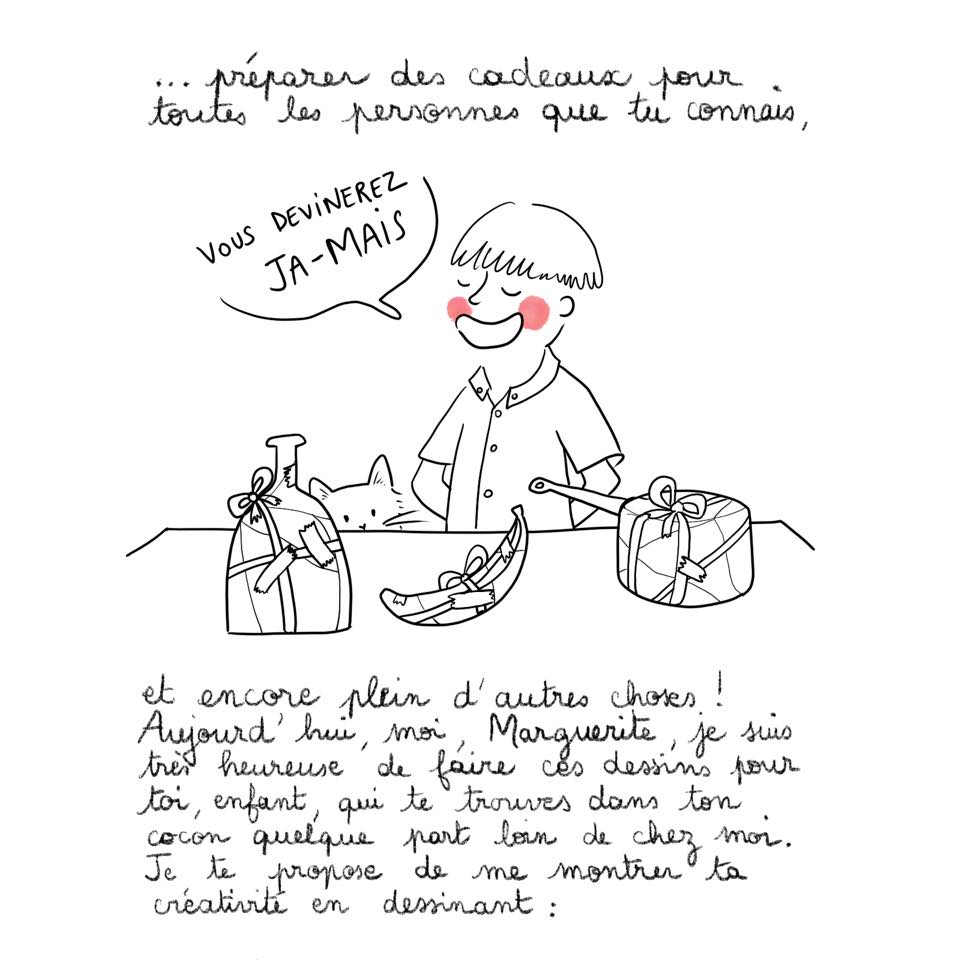 ... préparer des cadeaux pour
toutes les personnes que tu connais,
VOUS DEVINEREZ
JA-MAIS
et encore plein d'autres choses !
Aujourd'hui, moi, Marguerite, je suis
très heureuse de faire ces dessins pour
toi, enfant, qui te trouves dans ton
cocon quelque part loin de chez moi.
Je te propose de me montrer ta
créativité en dessinant :